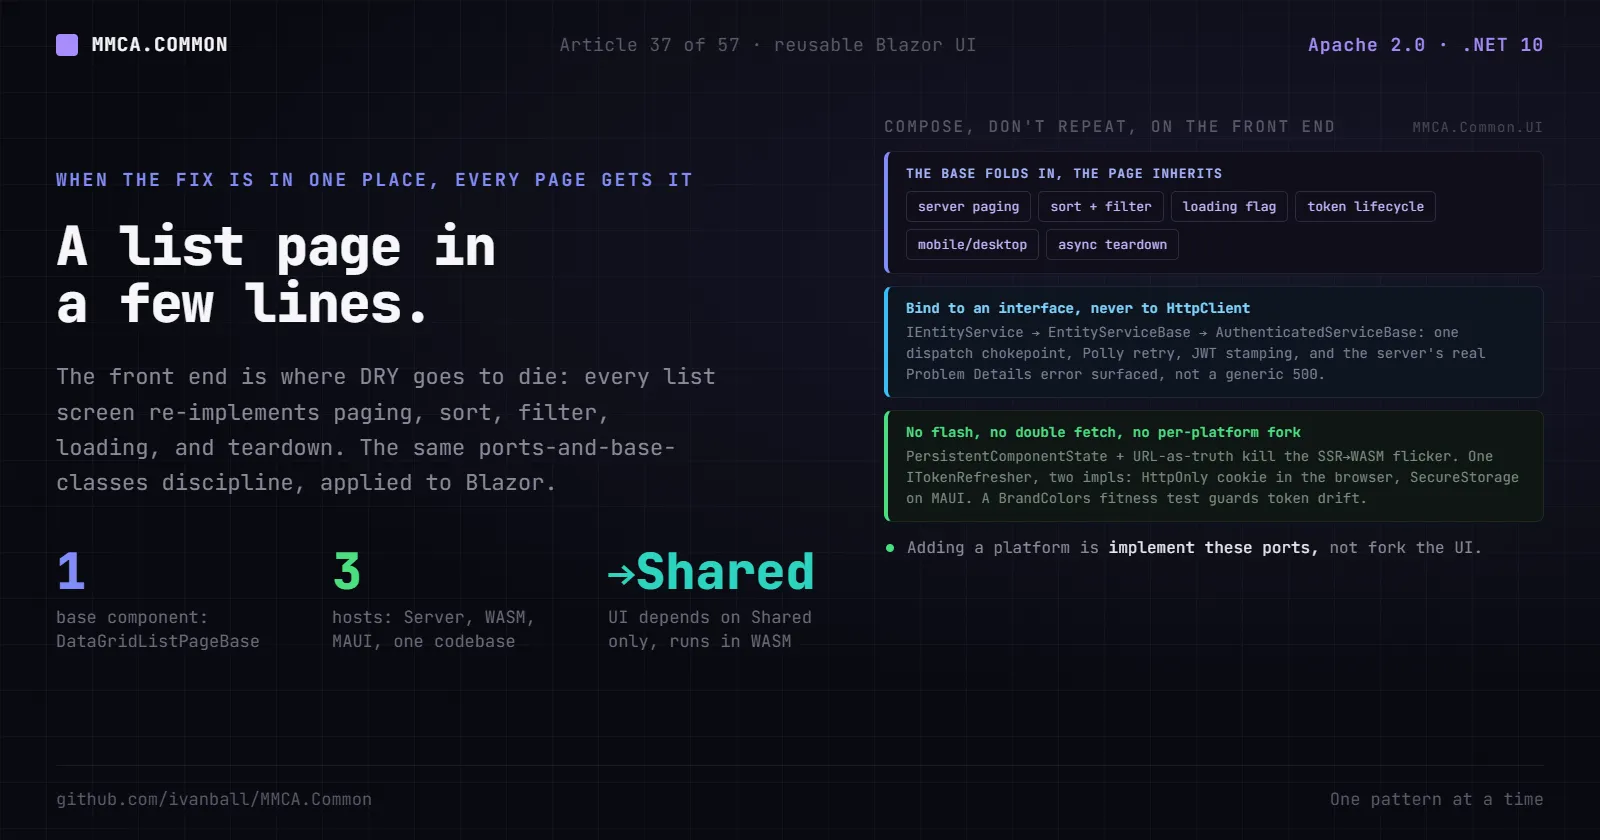 MMCA.COMMON
Article 37 of 57 · reusable Blazor UI
Apache 2.0 · .NET 10
WHEN THE FIX IS IN ONE PLACE, EVERY PAGE GETS IT
A list page in
a few lines.
The front end is where DRY goes to die: every list
screen re-implements paging, sort, filter,
loading, and teardown. The same ports-and-base-
classes discipline, applied to Blazor.
1
base component:
DataGridListPageBase
3
hosts: Server, WASM,
MAUI, one codebase
→Shared
UI depends on Shared
only, runs in WASM
COMPOSE, DON'T REPEAT, ON THE FRONT END
MMCA.Common.UI
THE BASE FOLDS IN, THE PAGE INHERITS
server paging
sort + filter
loading flag
token lifecycle
mobile/desktop
async teardown
Bind to an interface, never to HttpClient
IEntityService → EntityServiceBase → AuthenticatedServiceBase: one
dispatch chokepoint, Polly retry, JWT stamping, and the server's real
Problem Details error surfaced, not a generic 500.
No flash, no double fetch, no per-platform fork
PersistentComponentState + URL-as-truth kill the SSR→WASM flicker. One
ITokenRefresher, two impls: HttpOnly cookie in the browser, SecureStorage
on MAUI. A BrandColors fitness test guards token drift.
Adding a platform is implement these ports, not fork the UI.
github.com/ivanball/MMCA.Common
One pattern at a time